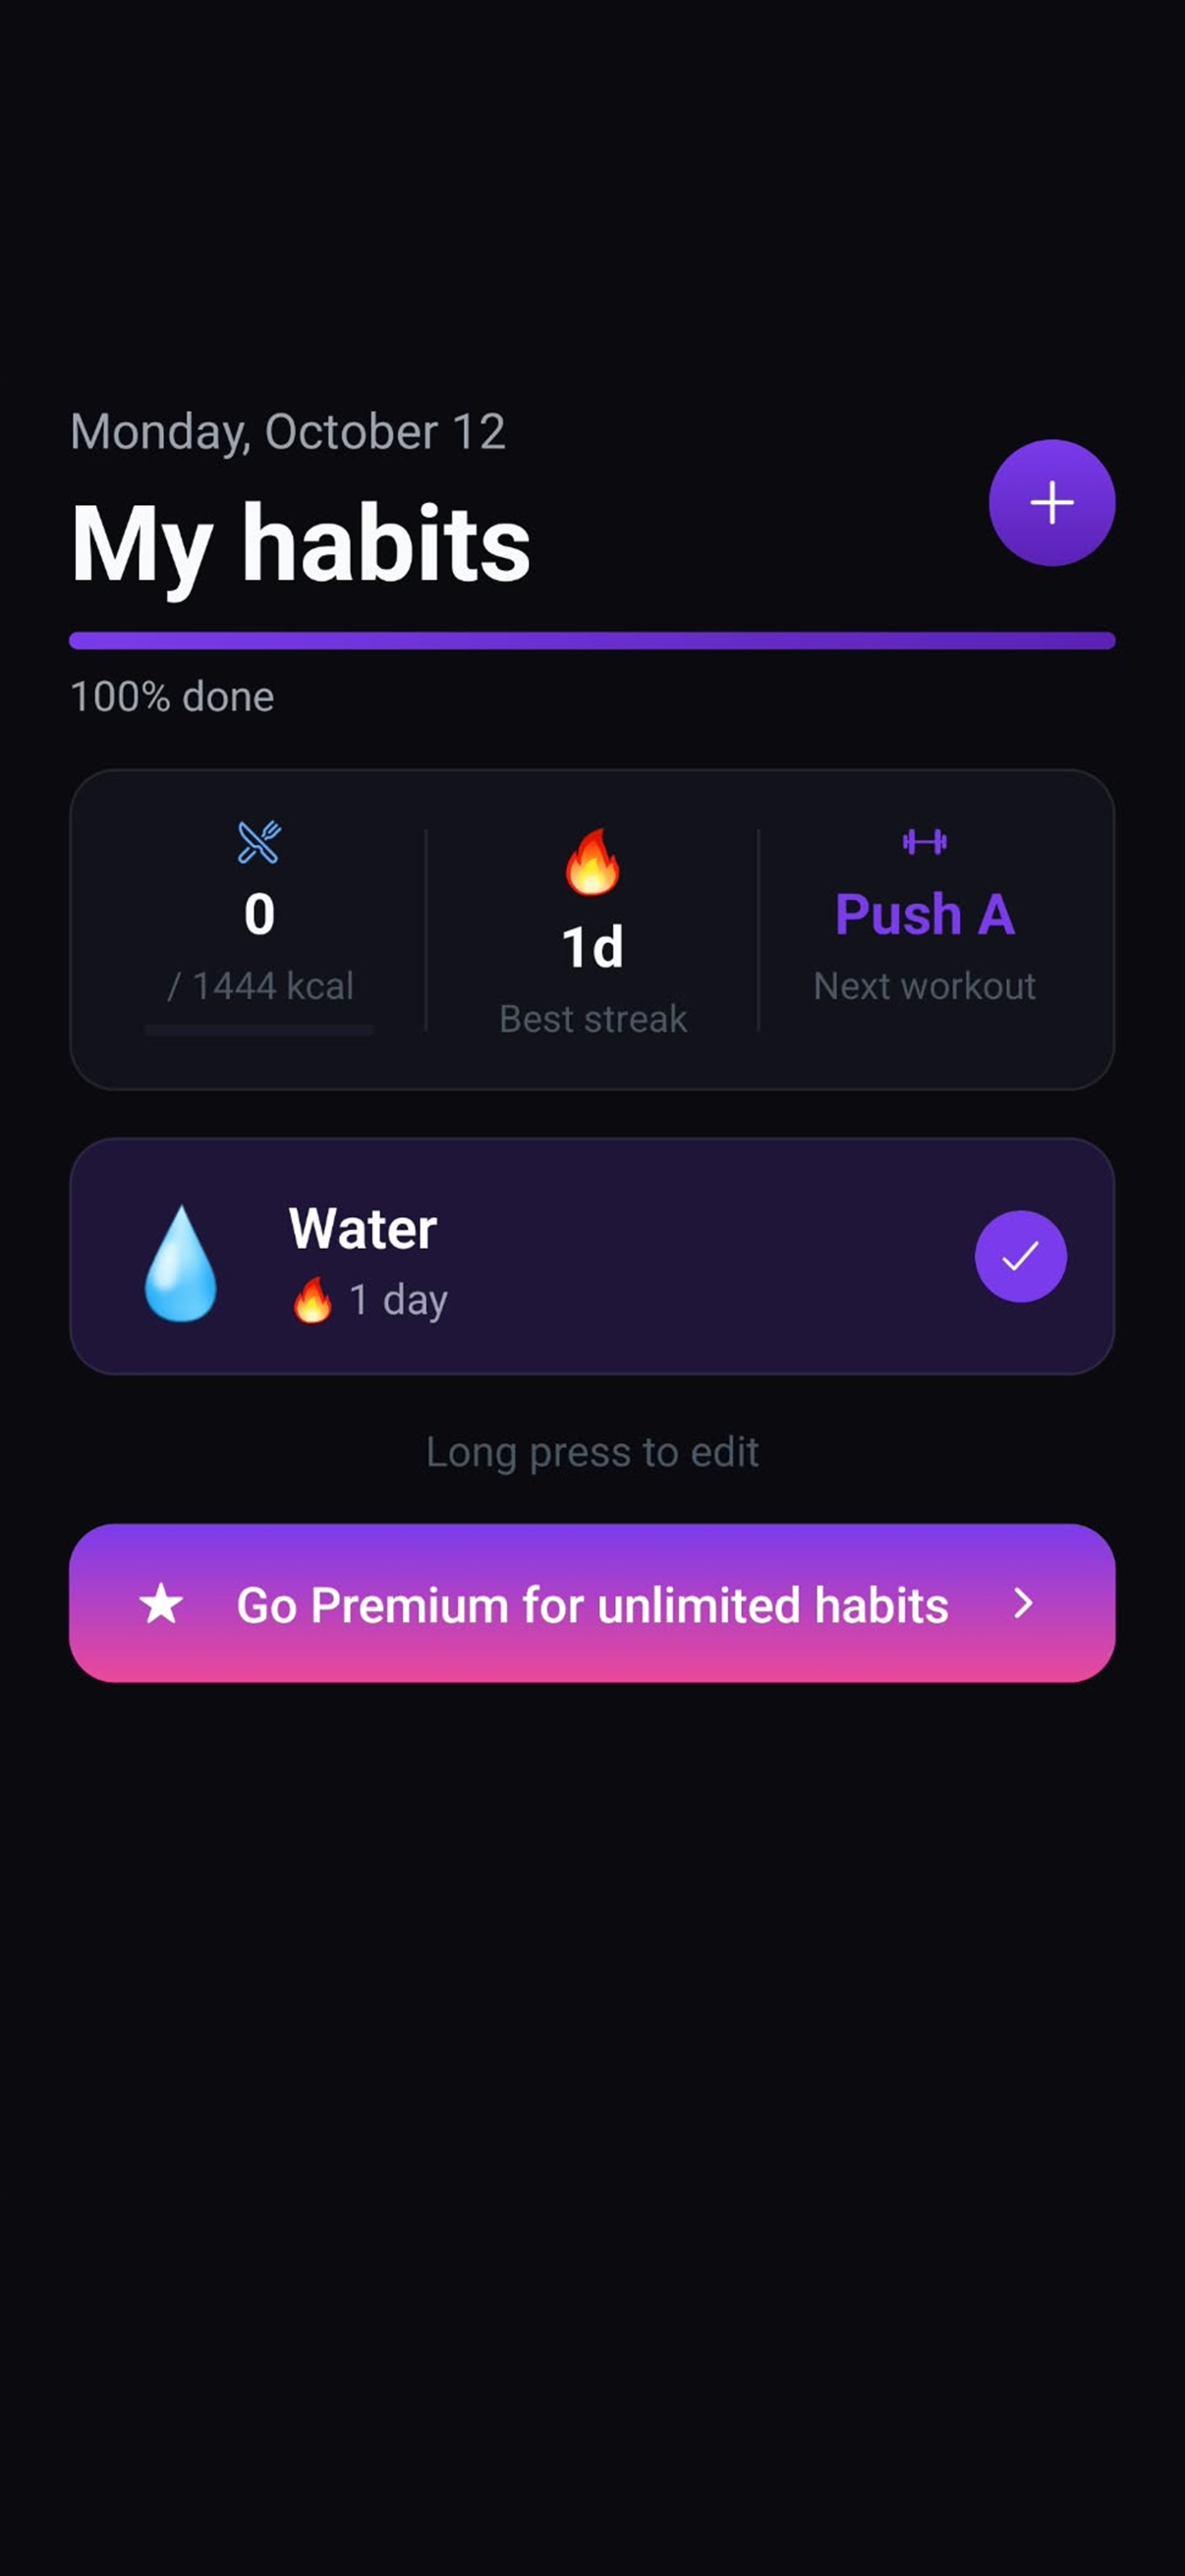 Monday, October 12
My habits
100% done
0
/ 1444 kcal
1d
Best streak
Push A
Next workout
Water
1 day
Long press to edit
Go Premium for unlimited habits